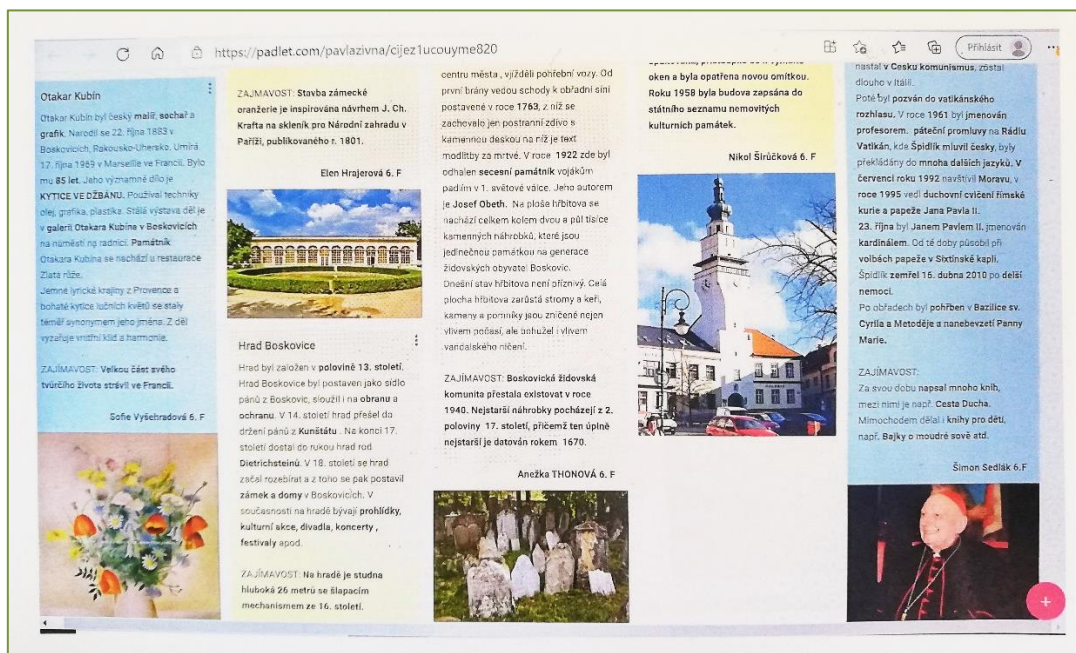 https://padlet.com/pavlazivna/cijez1ucouyme820
Přihlásit
Otakar Kubín
Otakar Kubín byl český malíř, sochař a
grafik. Narodil se 22. října 1883 v
Boskovicích, Rakousko-Uhersko. Umírá
17. října 1969 v Marseille ve Francii. Bylo
mu 85 let. Jeho významné dílo je
KYTICE VE DŽBÁNU. Používal techniky
olej, grafika, plastika. Stálá výstava děl je
v galerii Otakara Kubína v Boskovicích
na náměstí na radnici. Památník
Otakara Kubína se nachází u restaurace
Zlatá růže.
Jemné lyrické krajiny z Provence a
bohaté kytice lučních květů se staly
téměř synonymem jeho jména. Z děl
vyzařuje vnitřní klid a harmonie.
ZAJÍMAVOST: Velkou část svého
tvůrčího života strávil ve Francii.
Sofie Vyšehradová 6. F
ZAJMAVOST: Stavba zámecké
oranžerie je inspirována návrhem J. Ch.
Krafta na skleník pro Národní zahradu v
Paříži, publikovaného r. 1801.
Elen Hrajerová 6. F
Hrad Boskovice
Hrad byl založen v polovině 13. století.
Hrad Boskovice byl postaven jako sídlo
pánů z Boskovic, sloužil i na obranu a
ochranu. V 14. století hrad přešel do
držení pánů z Kunštátu . Na konci 17.
století dostal do rukou hrad rod
Dietrichsteinů. V 18. století se hrad
začal rozebírat a z toho se pak postavil
zámek a domy v Boskovicích. V
současnosti na hradě bývají prohlídky,
kulturní akce, divadla, koncerty ,
festivaly apod.
ZAJÍMAVOST: Na hradě je studna
hluboká 26 metrů se šlapacím
mechanismem ze 16. století.
centru města , vjížděli pohřební vozy. Od
první brány vedou schody k obřadní síni
postavené v roce 1763, z níž se
zachovalo jen postranní zdivo s
kamennou deskou na níž je text
modlitby za mrtvé. V roce 1922 zde byl
odhalen secesní památník vojákům
padlým v 1. světové válce. Jeho autorem
je Josef Obeth. Na ploše hřbitova se
nachází celkem kolem dvou a půl tisíce
kamenných náhrobků, které jsou
jedinečnou památkou na generace
židovských obyvatel Boskovic.
Dnešní stav hřbitova není příznivý. Celá
plocha hřbitova zarůstá stromy a keři,
kameny a pomníky jsou zničené nejen
vlivem počasí, ale bohužel i vlivem
vandalského ničení.
ZAJÍMAVOST: Boskovická židovská
komunita přestala existovat v roce
1940. Nejstarší náhrobky pocházejí z 2.
poloviny 17. století, přičemž ten úplně
nejstarší je datován rokem 1670.
Anežka THONOVÁ 6. F
oken a byla opatřena novou omítkou.
Roku 1958 byla budova zapsána do
státního seznamu nemovitých
kulturních památek.
Nikol Širůčková 6. F
nastal v Česku komunismus, zůstal
dlouho v Itálii.
Poté byl pozván do vatikánského
rozhlasu. V roce 1961 byl jmenován
profesorem. páteční promluvy na Rádiu
Vatikán, kde Špidlík mluvil česky, byly
překládány do mnoha dalších jazyků. V
červenci roku 1992 navštívil Moravu, v
roce 1995 vedl duchovní cvičení římské
kurie a papeže Jana Pavla II.
23. října byl Janem Pavlem II. jmenován
kardinálem. Od té doby působil při
volbách papeže v Sixtinské kapli.
Špidlík zemřel 16. dubna 2010 po delší
nemoci.
Po obřadech byl pohřben v Bazilice sv.
Cyrila a Metoděje a nanebevzetí Panny
Marie.
ZAJÍMAVOST:
Za svou dobu napsal mnoho knih,
mezi nimi je např. Cesta Ducha.
Mimochodem dělal i knihy pro děti,
např. Bajky o moudré sově atd.
Šimon Sedlák 6.F